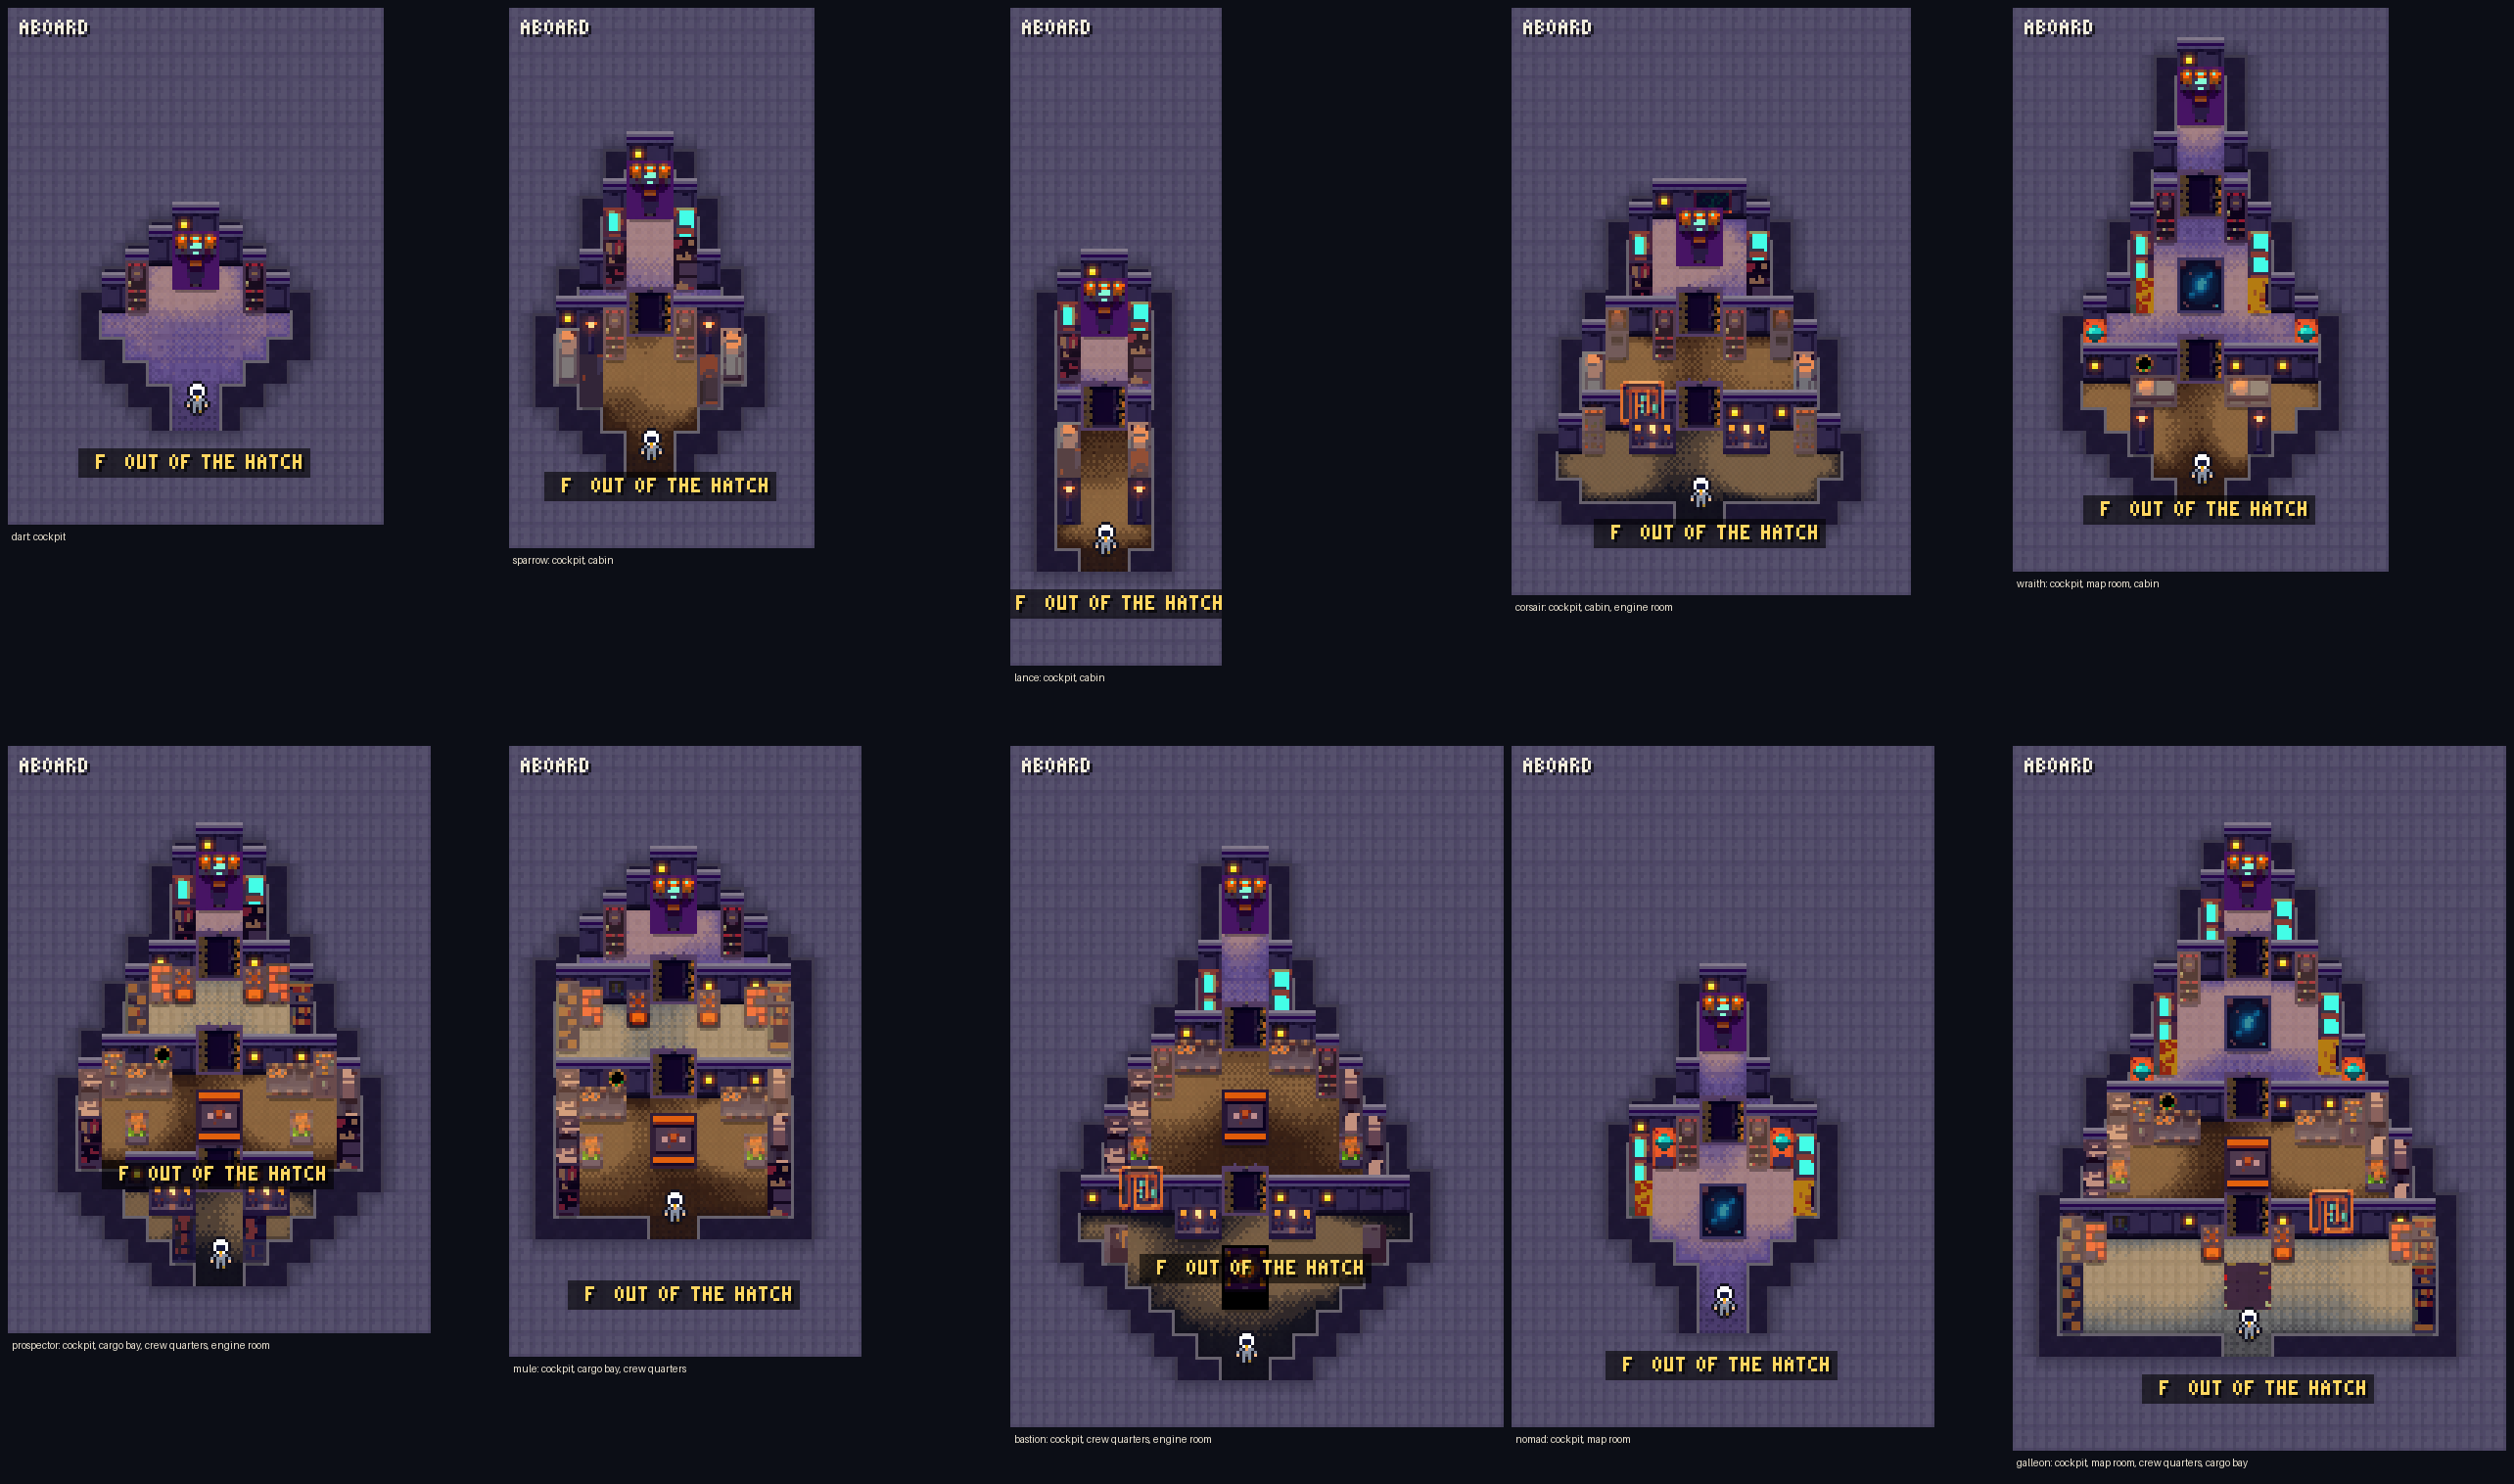 ABOARD
F OUT OF THE HATCH
dart: cockpit
ABOARD
F OUT OF THE HATCH
sparrow: cockpit, cabin
ABOARD
F OUT OF THE HATCH
lance: cockpit, cabin
ABOARD
F OUT OF THE HATCH
corsair: cockpit, cabin, engine room
ABOARD
F OUT OF THE HATCH
wraith: cockpit, map room, cabin
ABOARD
F OUT OF THE HATCH
prospector: cockpit, cargo bay, crew quarters, engine room
ABOARD
F OUT OF THE HATCH
mule: cockpit, cargo bay, crew quarters
ABOARD
F OUT OF THE HATCH
bastion: cockpit, crew quarters, engine room
ABOARD
F OUT OF THE HATCH
nomad: cockpit, map room
ABOARD
F OUT OF THE HATCH
galleon: cockpit, map room, crew quarters, cargo bay